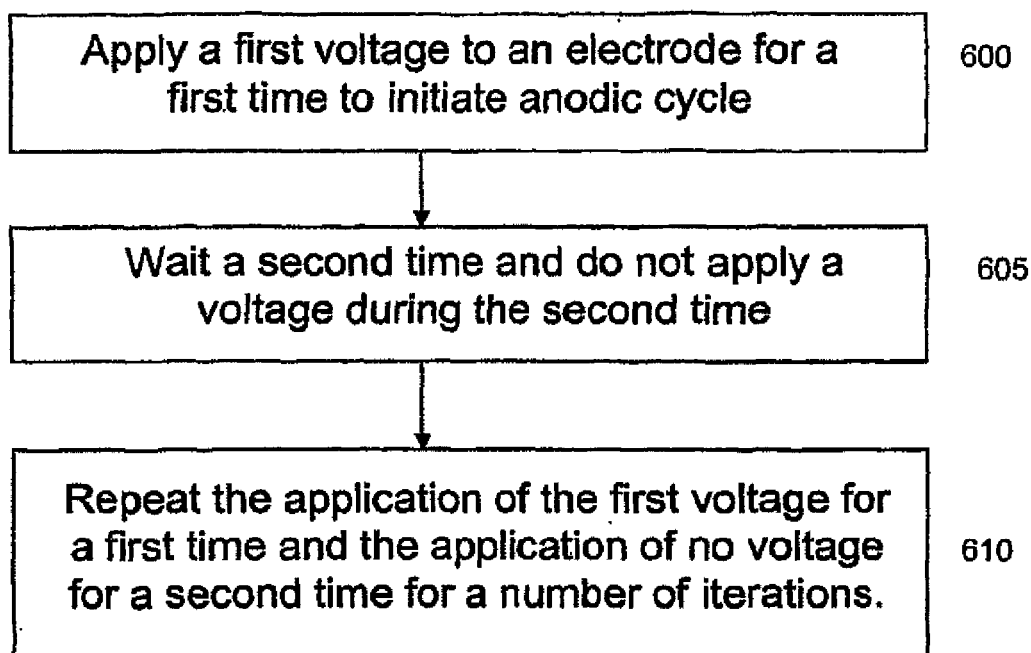 Apply a first voltage to an electrode for a
first time to initiate anodic cycle
600
Wait a second time and do not apply a
voltage during the second time
605
Repeat the application of the first voltage for
a first time and the application of no voltage
for a second time for a number of iterations.
610